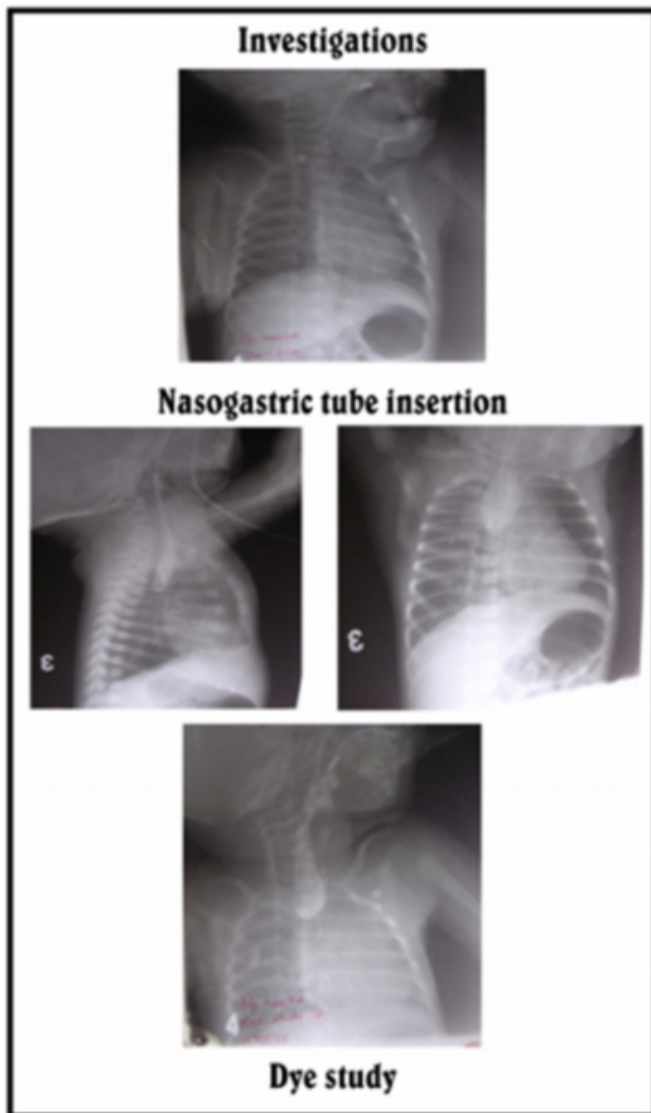 Investigations
Nasogastric tube insertion
ε
ε
Dye study